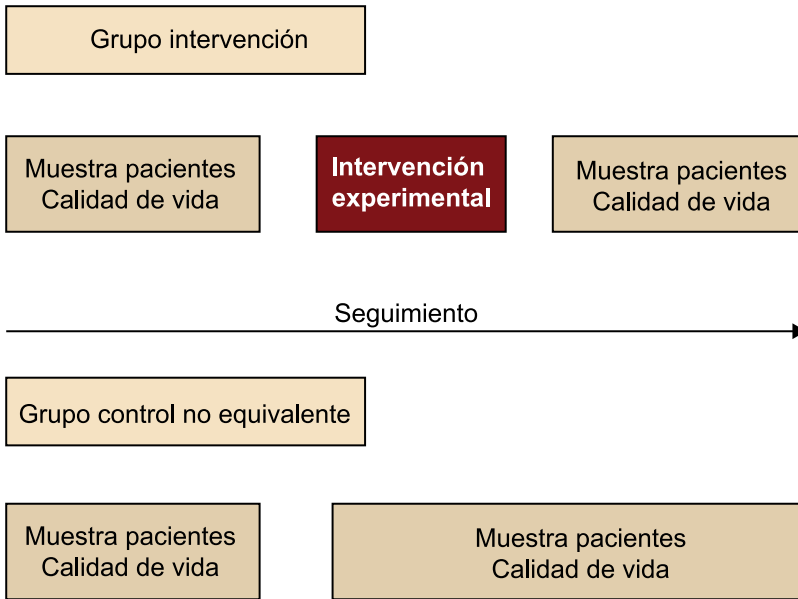 Grupo intervención
Muestra pacientes
Calidad de vida
Intervención
experimental
Muestra pacientes
Calidad de vida
Seguimiento
Grupo control no equivalente
Muestra pacientes
Calidad de vida
Muestra pacientes
Calidad de vida